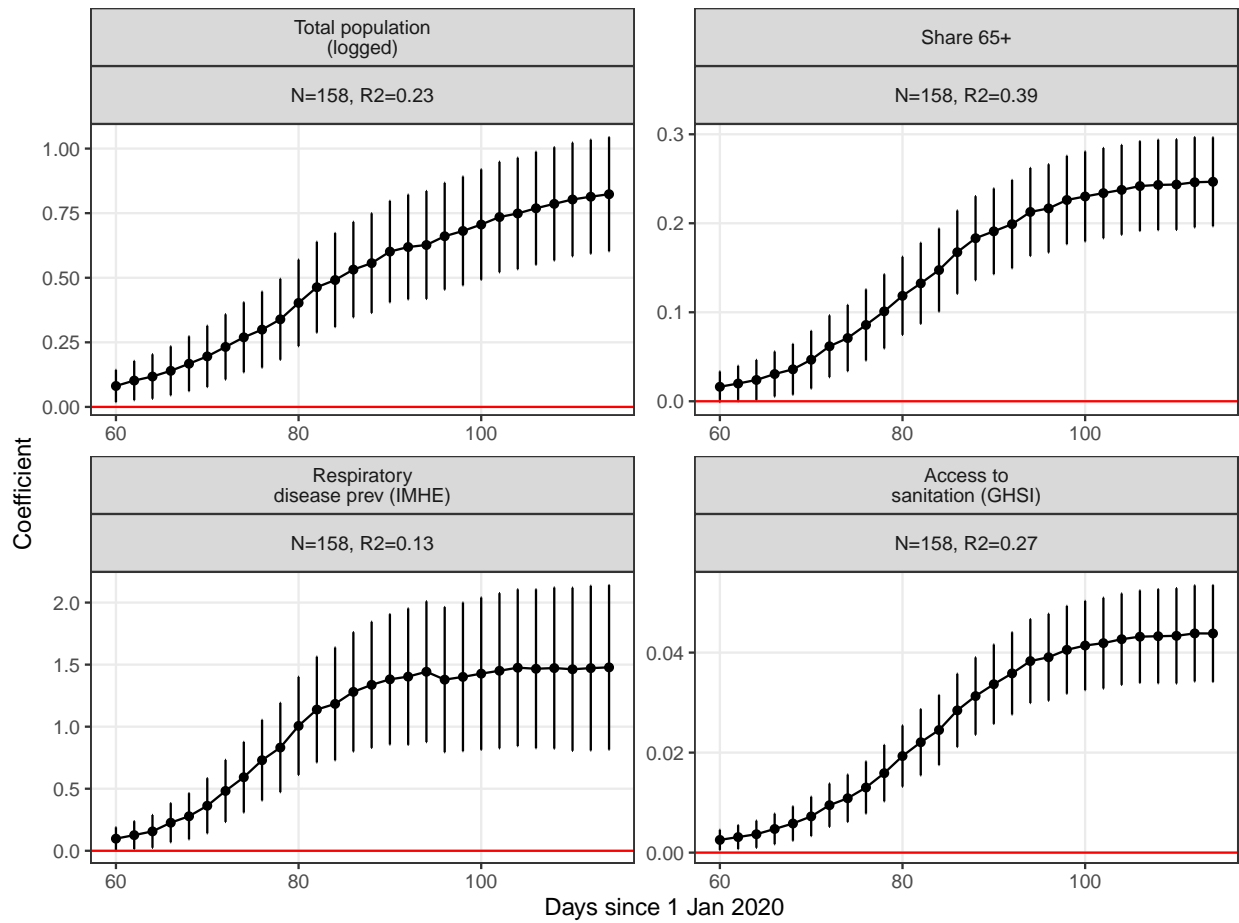 Total population
(logged)
N=158, R2=0.23
1.00
0.75
0.50
0.25
0.00
60
80
100
Share 65+
N=158, R2=0.39
0.3
0.2
0.1
0.0
60
80
100
Respiratory
disease prev (IMHE)
N=158, R2=0.13
2.0
1.5
1.0
0.5
0.0
60
80
100
Access to
sanitation (GHSI)
N=158, R2=0.27
0.04
0.02
0.00
60
80
100
Coefficient
Days since 1 Jan 2020